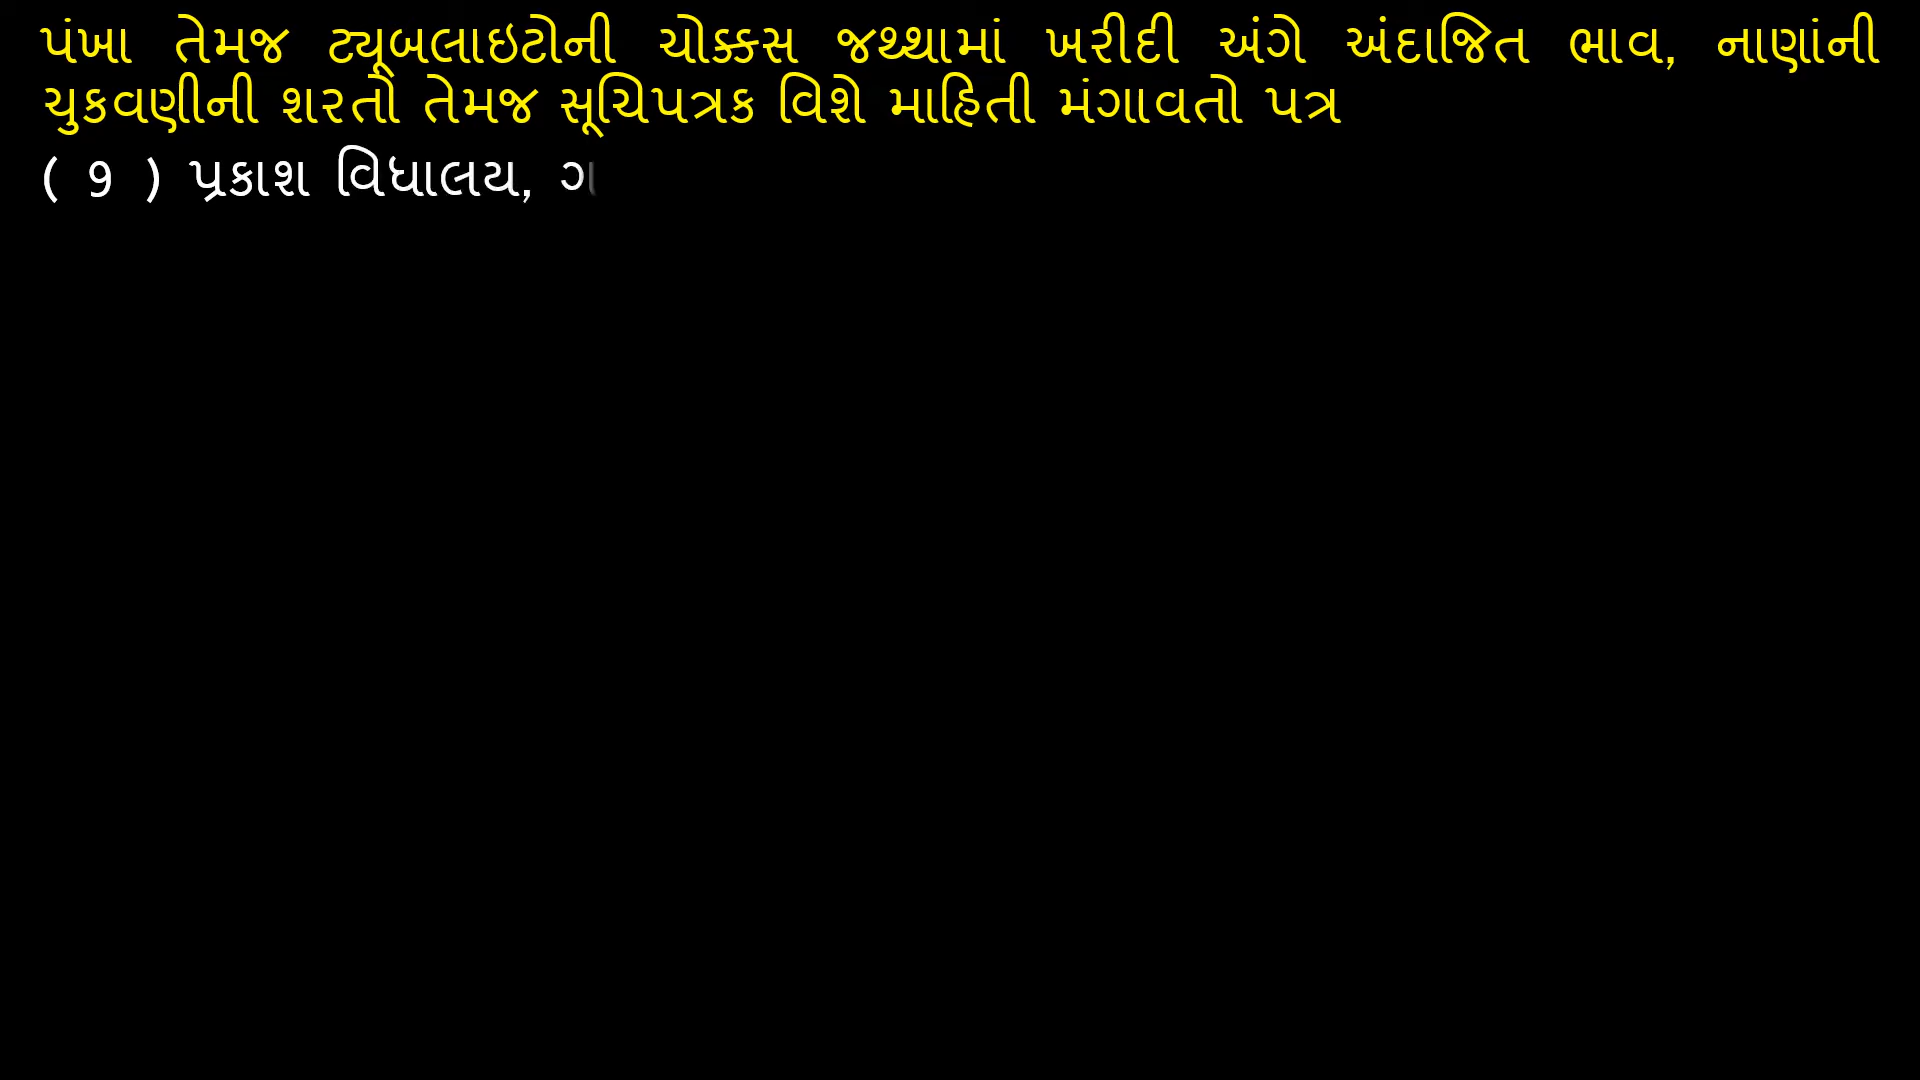 પંખા તેમજ ટ્યૂબલાઇટોની ચોક્કસ જથ્થામાં ખરીદી અંગે અંદાજિત ભાવ, નાણાંની
ચુકવણીની શરતો તેમજ સૂચિપત્રક વિશે માહિતી મંગાવતો પત્ર
( 9 ) પ્રકાશ વિધાલય,